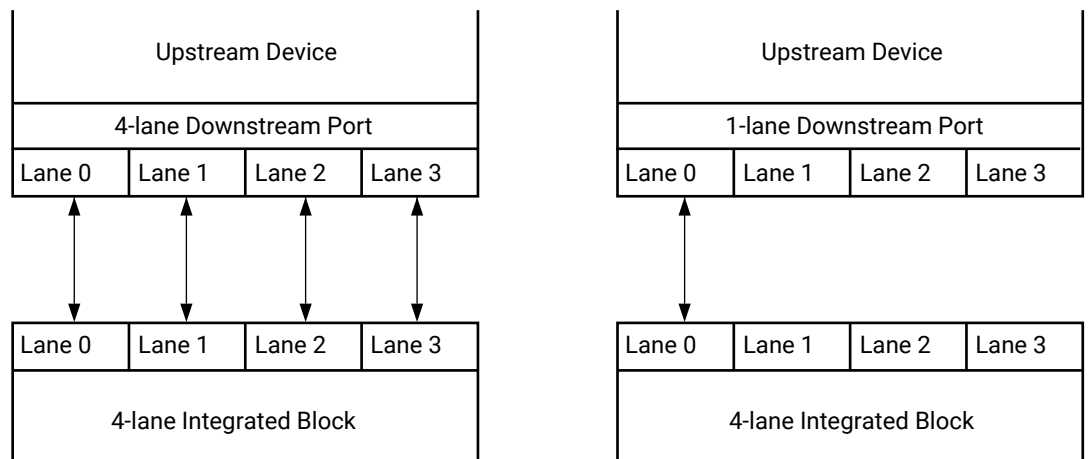 Upstream Device
4-lane Downstream Port
Lane 0 Lane 1 Lane 2 Lane 3
Lane 0 Lane 1 Lane 2 Lane 3
4-lane Integrated Block
Upstream Device
1-lane Downstream Port
Lane 0 Lane 1 Lane 2 Lane 3
Lane 0 Lane 1 Lane 2 Lane 3
4-lane Integrated Block